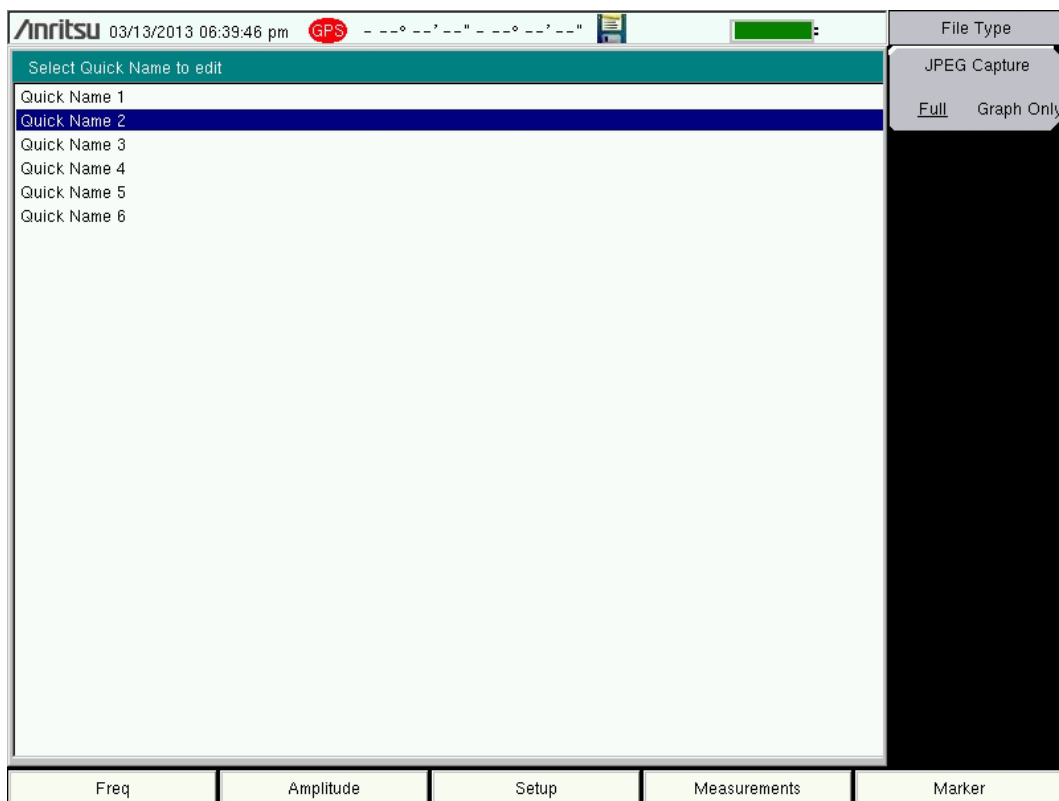 Anritsu 03/13/2013 06:39:46 pm GPS - --° --' --" - --° --' --"
File Type
Select Quick Name to edit
JPEG Capture
Full Graph Only
Quick Name 1
Quick Name 2
Quick Name 3
Quick Name 4
Quick Name 5
Quick Name 6
Freq Amplitude Setup Measurements Marker